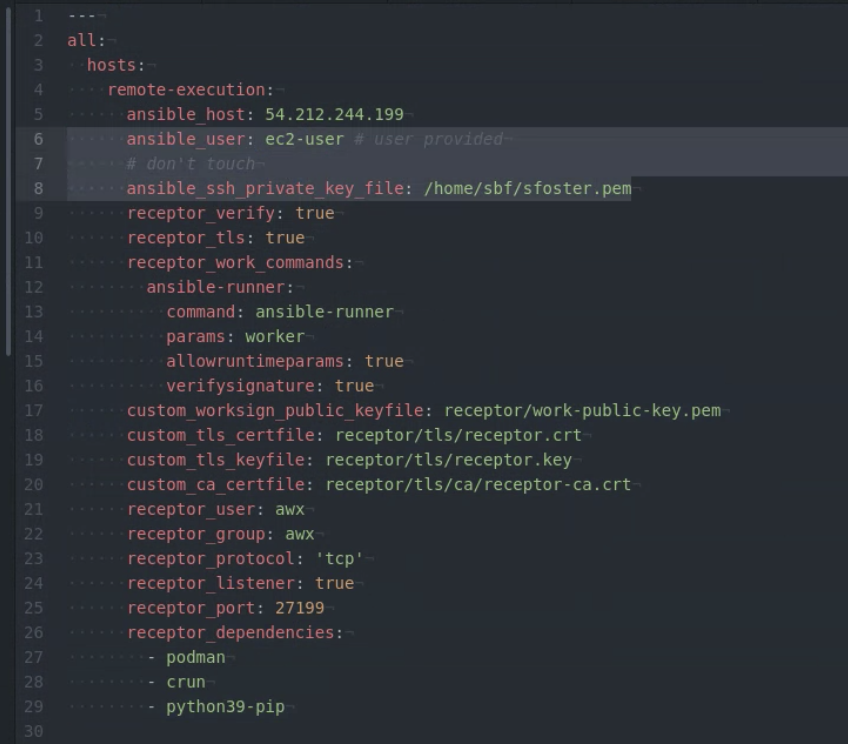 1 ---
2 all:
3   hosts:
4     remote-execution:
5       ansible_host: 54.212.244.199
6       ansible_user: ec2-user # user provided
7       # don't touch
8       ansible_ssh_private_key_file: /home/sbf/sfoster.pem
9       receptor_verify: true
10       receptor_tls: true
11       receptor_work_commands:
12         ansible-runner:
13           command: ansible-runner
14           params: worker
15           allowruntimeparams: true
16           verifysignature: true
17       custom_worksign_public_keyfile: receptor/work-public-key.pem
18       custom_tls_certfile: receptor/tls/receptor.crt
19       custom_tls_keyfile: receptor/tls/receptor.key
20       custom_ca_certfile: receptor/tls/ca/receptor-ca.crt
21       receptor_user: awx
22       receptor_group: awx
23       receptor_protocol: 'tcp'
24       receptor_listener: true
25       receptor_port: 27199
26       receptor_dependencies:
27         - podman
28         - crun
29         - python39-pip
30